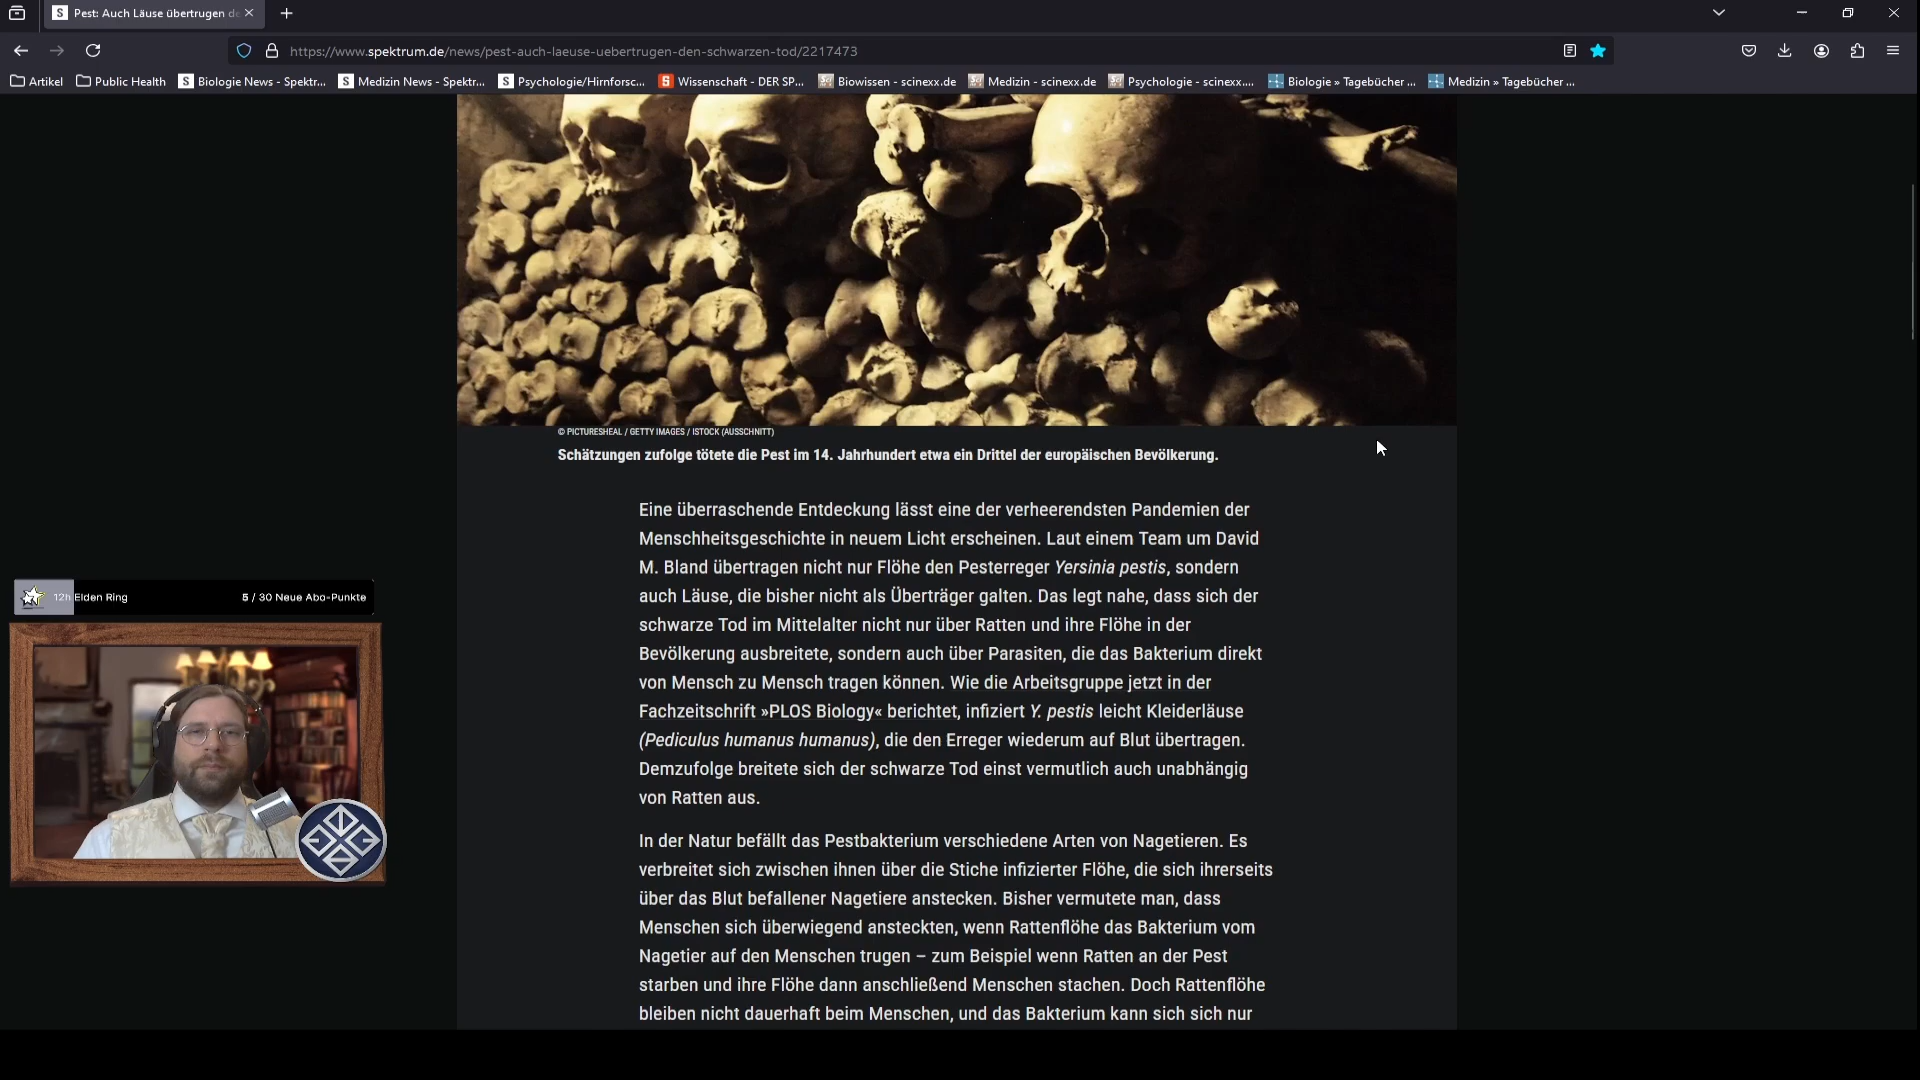 Pest: Auch Läuse übertrugen de
https://www.spektrum.de/news/pest-auch-laeuse-uebertrugen-den-schwarzen-tod/2217473
Artikel
Public Health
Biologie News - Spektr...
Medizin News - Spektr...
Psychologie/Hirnforsc...
Wissenschaft - DER SP...
Biowissen - scinexx.de
Medizin - scinexx.de
Psychologie - scinexx....
Biologie » Tagebücher ...
Medizin » Tagebücher ...
© PICTURESHEAL / GETTY IMAGES / ISTOCK (AUSSCHNITT)
Schätzungen zufolge tötete die Pest im 14. Jahrhundert etwa ein Drittel der europäischen Bevölkerung.
Eine überraschende Entdeckung lässt eine der verheerendsten Pandemien der
Menschheitsgeschichte in neuem Licht erscheinen. Laut einem Team um David
M. Bland übertragen nicht nur Flöhe den Pesterreger Yersinia pestis, sondern
auch Läuse, die bisher nicht als Überträger galten. Das legt nahe, dass sich der
schwarze Tod im Mittelalter nicht nur über Ratten und ihre Flöhe in der
Bevölkerung ausbreitete, sondern auch über Parasiten, die das Bakterium direkt
von Mensch zu Mensch tragen können. Wie die Arbeitsgruppe jetzt in der
Fachzeitschrift »PLOS Biology« berichtet, infiziert Y. pestis leicht Kleiderläuse
(Pediculus humanus humanus), die den Erreger wiederum auf Blut übertragen.
Demzufolge breitete sich der schwarze Tod einst vermutlich auch unabhängig
von Ratten aus.
In der Natur befällt das Pestbakterium verschiedene Arten von Nagetieren. Es
verbreitet sich zwischen ihnen über die Stiche infizierter Flöhe, die sich ihrerseits
über das Blut befallener Nagetiere anstecken. Bisher vermutete man, dass
Menschen sich überwiegend ansteckten, wenn Rattenflöhe das Bakterium vom
Nagetier auf den Menschen trugen – zum Beispiel wenn Ratten an der Pest
starben und ihre Flöhe dann anschließend Menschen stachen. Doch Rattenflöhe
bleiben nicht dauerhaft beim Menschen, und das Bakterium kann sich sich nur
12h Elden Ring
5 / 30 Neue Abo-Punkte